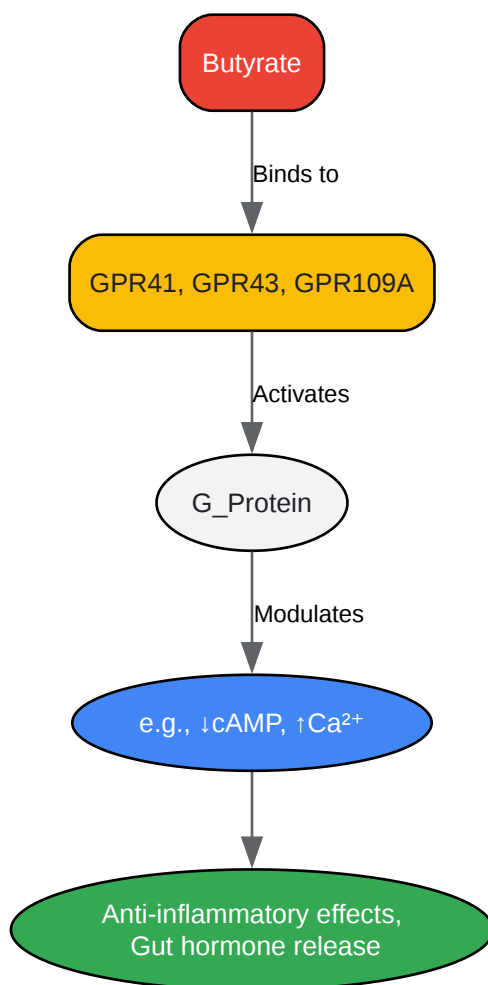 Butyrate
Binds to
GPR41, GPR43, GPR109A
Activates
G_Protein
Modulates
e.g., ↓cAMP, ↑Ca²⁺
Anti-inflammatory effects,
Gut hormone release